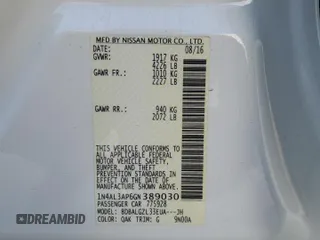 MFD BY NISSAN MOTOR CO., LTD.
DATE: 08/16
GVWR: 1917 KG
4226 LB
GAWR FR.: 1010 KG
2227 LB
GAWR RR.: 940 KG
2072 LB
THIS VEHICLE CONFORMS TO ALL
APPLICABLE FEDERAL MOTOR
VEHICLE SAFETY,
BUMPER, AND THEFT
PREVENTION STANDARDS
IN EFFECT ON THE DATE OF
MANUFACTURE SHOWN ABOVE.
1N4AL3AP6GN 389030
PASSENGER CAR 775928
MODEL:
COLOR: QAK TRIM: G
autobidmaster.com